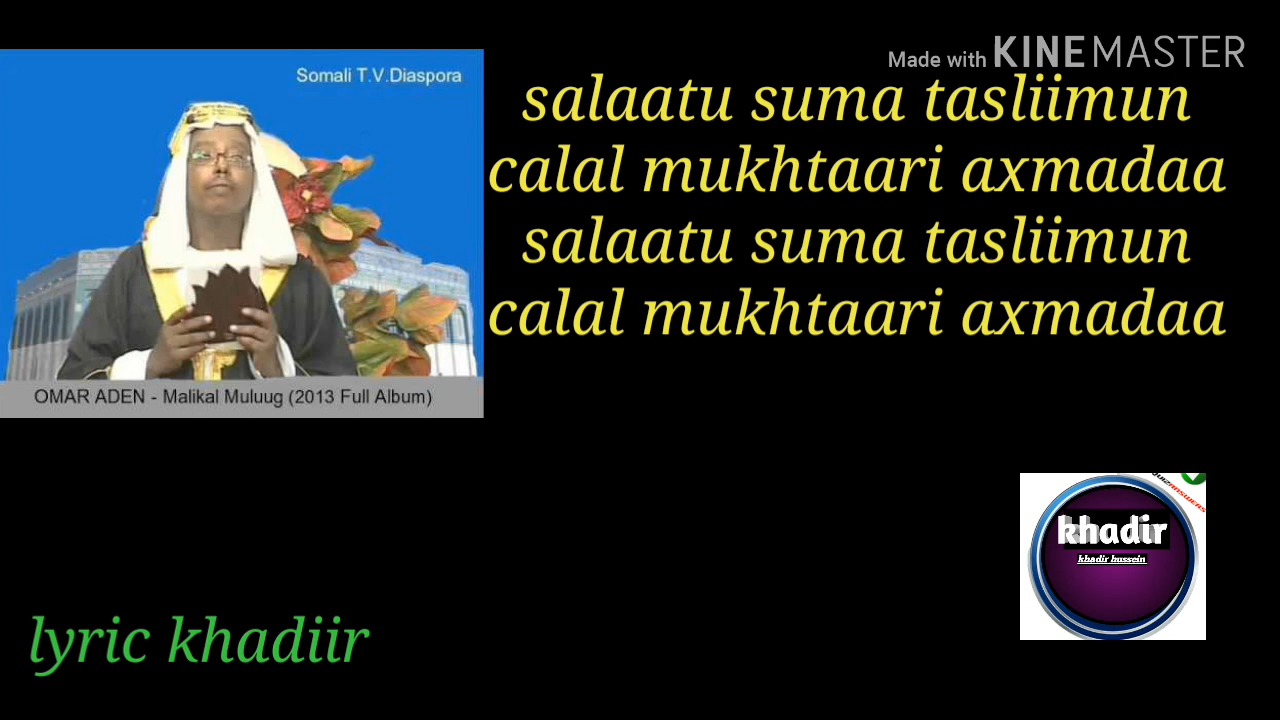 Made with KINEMASTER
Somali T.V.Diaspora
salaatu suma tasliimun
calal mukhtaari axmadaa
salaatu suma tasliimun
calal mukhtaari axmadaa
OMAR ADEN - Malikal Muluug (2013 Full Album)
khadir
khadir hussein
lyric khadiir